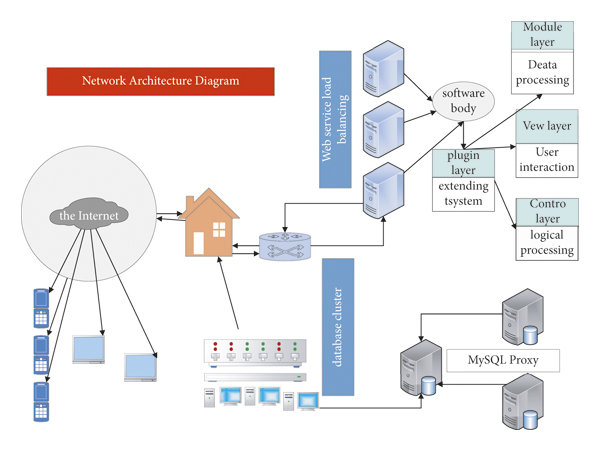 Network Architecture Diagram
the Internet
Web service load
balancing
software
body
Module
layer
Deata
processing
Vew layer
User
interaction
plugin
layer
extending
tsystem
Contro
layer
logical
processing
database cluster
MySQL Proxy